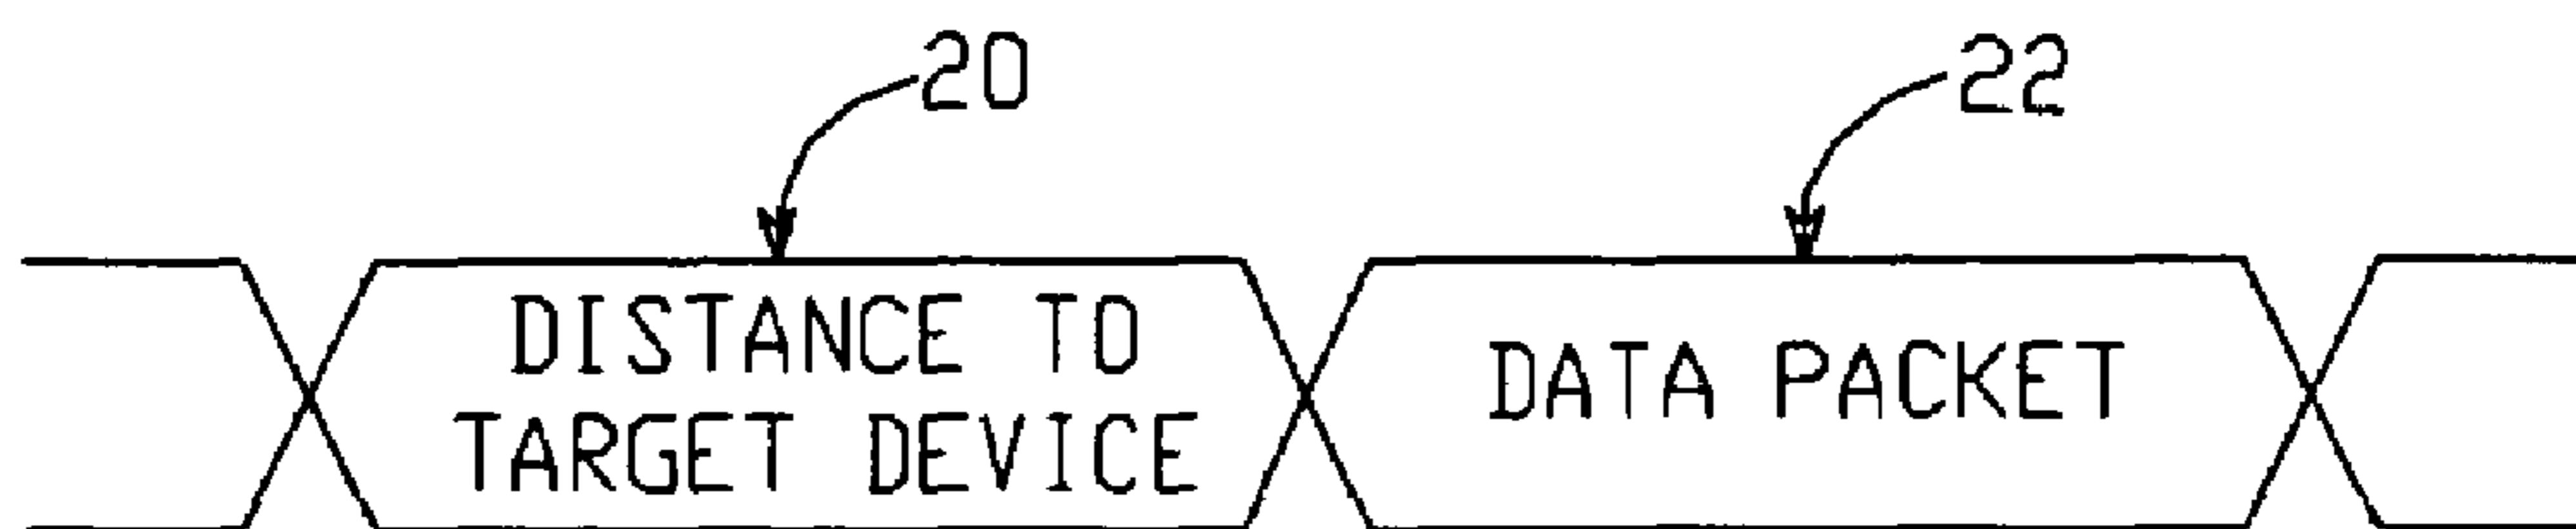 20
22
DISTANCE TO
TARGET DEVICE
DATA PACKET